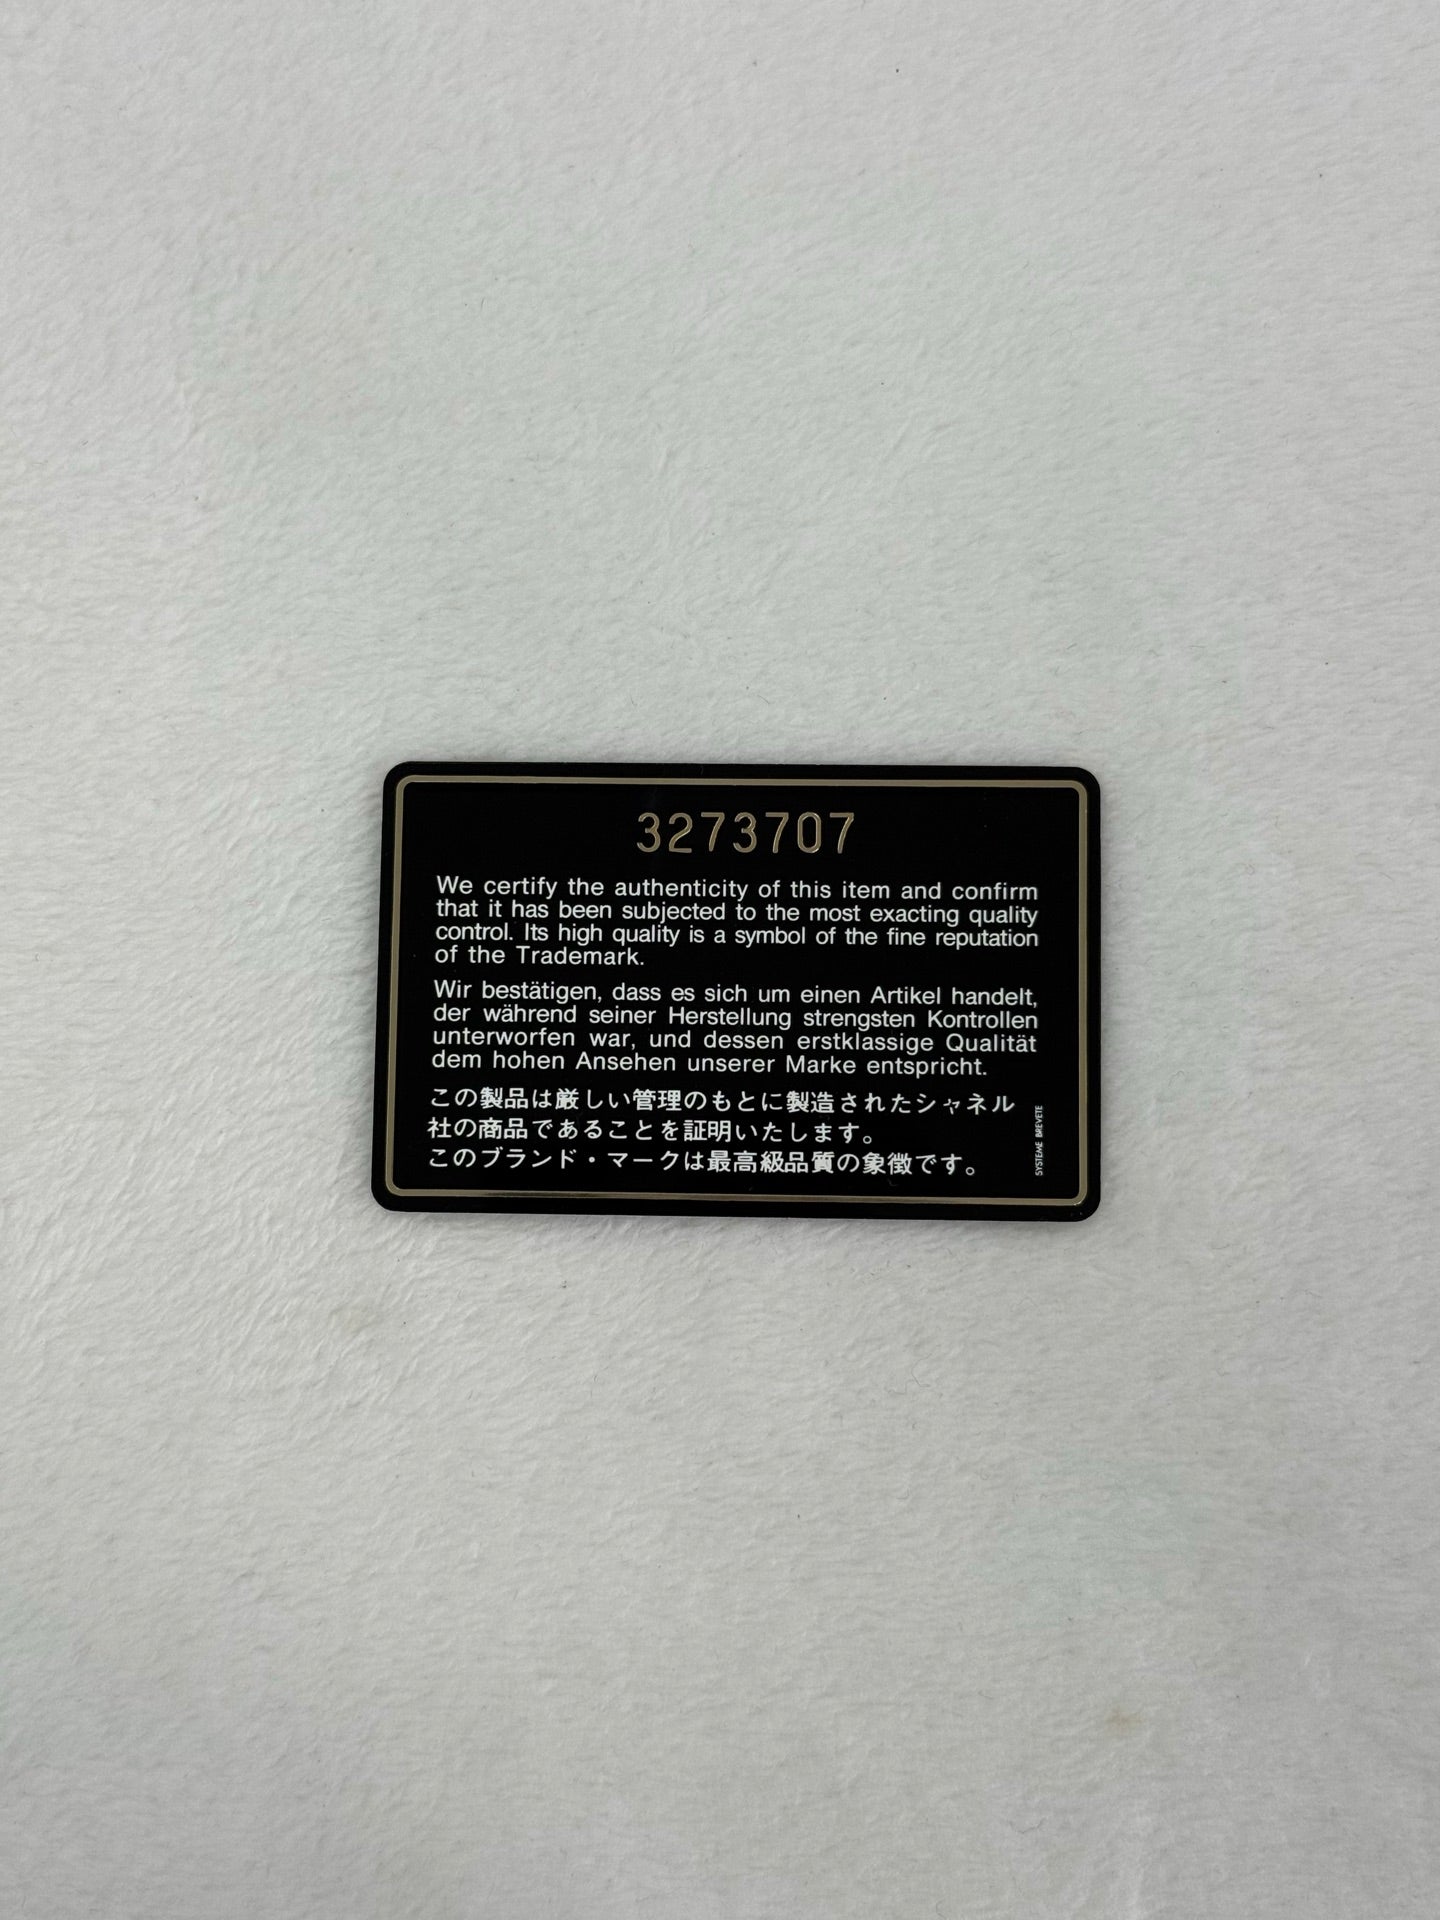 3273707
We certify the authenticity of this item and confirm
that it has been subjected to the most exacting quality
control. Its high quality is a symbol of the fine reputation
of the Trademark.
Wir bestätigen, dass es sich um einen Artikel handelt,
der während seiner Herstellung strengsten Kontrollen
unterworfen war, und dessen erstklassige Qualität
dem hohen Ansehen unserer Marke entspricht.
この製品は厳しい管理のもとに製造されたシャネル
社の商品であることを証明いたします。
このブランド・マークは最高級品質の象徴です。
SYSTEME BREVETE